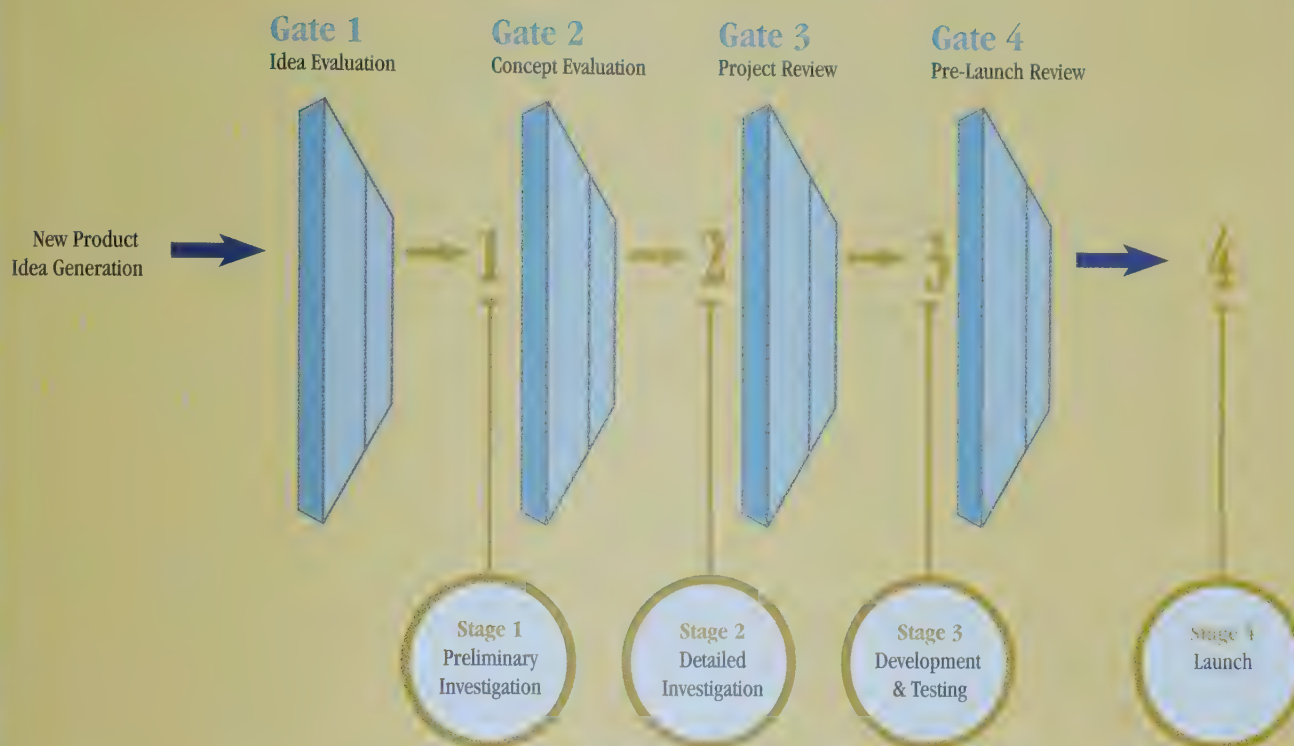 Gate 1
Idea Evaluation
Gate 2
Concept Evaluation
Gate 3
Project Review
Gate 4
Pre-Launch Review
New Product
Idea Generation
1
2
3
4
Stage 1
Preliminary
Investigation
Stage 2
Detailed
Investigation
Stage 3
Development
& Testing
Stage 4
Launch